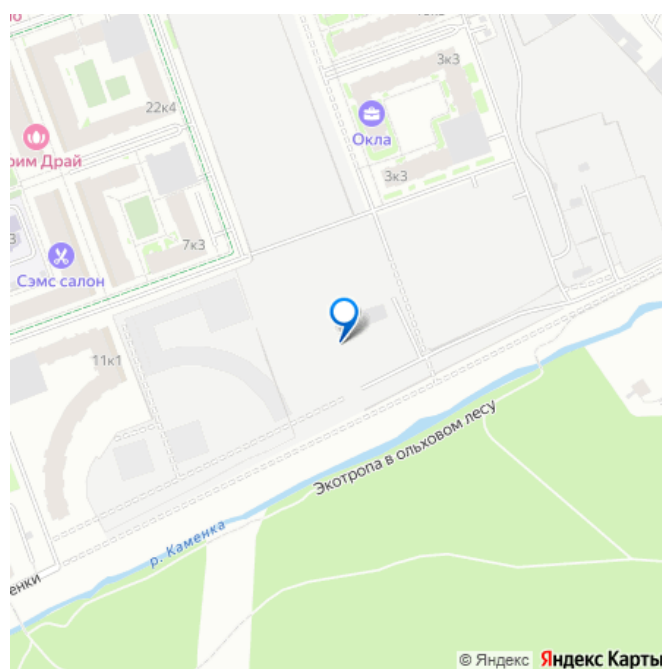 3к3
22к4
Окла
рим Драй
3к3
7к3
Сэмс салон
11к1
Экотропа в ольховом лесу
р. Каменка
енки
© Яндекс Яндекс Карты